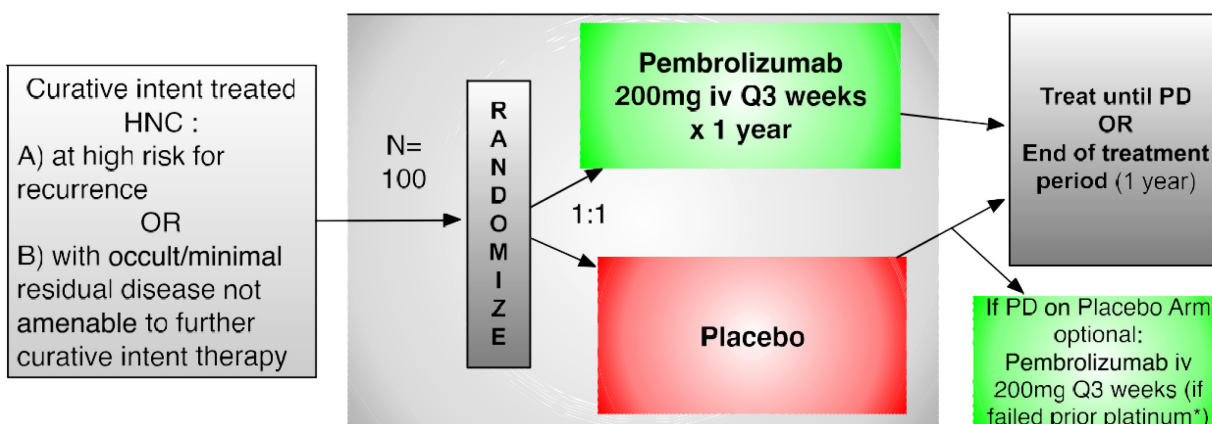 Curative intent treated
HNC :
A) at high risk for
recurrence
OR
B) with occult/minimal
residual disease not
amenable to further
curative intent therapy
N=
100
R
A
N
D
O
M
I
Z
E
1:1
Pembrolizumab
200mg iv Q3 weeks
x 1 year
Placebo
Treat until PD
OR
End of treatment
period (1 year)
If PD on Placebo Arm
optional:
Pembrolizumab iv
200mg Q3 weeks (if
failed prior platinum*)